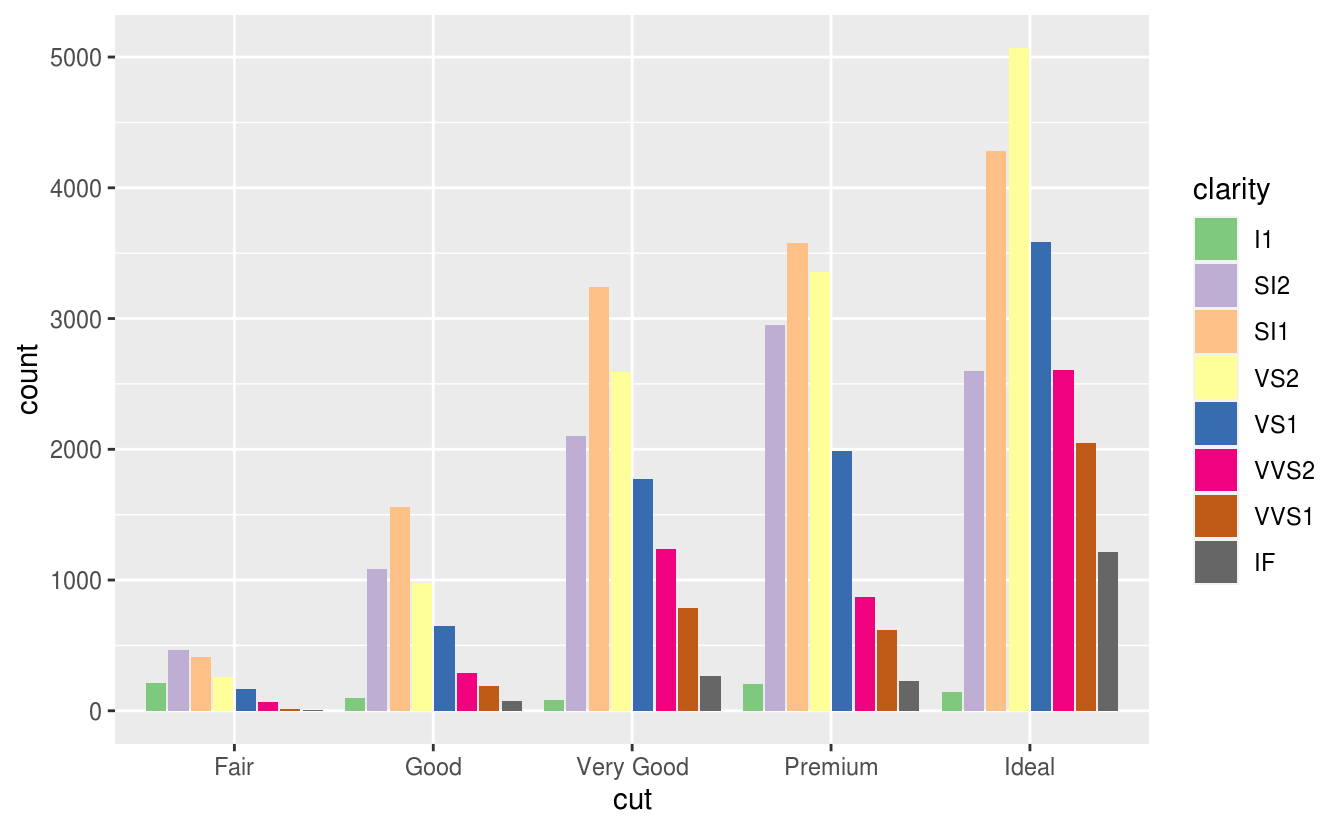 5000
4000
3000
2000
1000
0
count
Fair Good Very Good Premium Ideal
cut
clarity
I1
SI2
SI1
VS2
VS1
VVS2
VVS1
IF